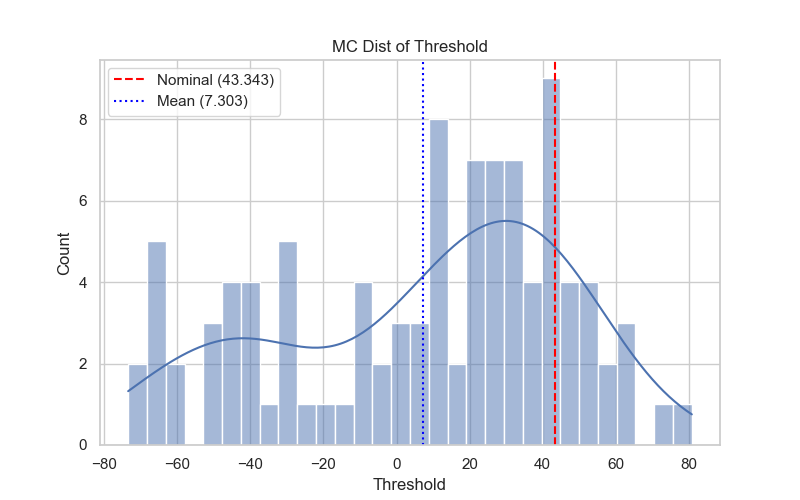 MC Dist of Threshold
Nominal (43.343)
Mean (7.303)
Count
8
6
4
2
0
−80 −60 −40 −20 0 20 40 60 80
Threshold